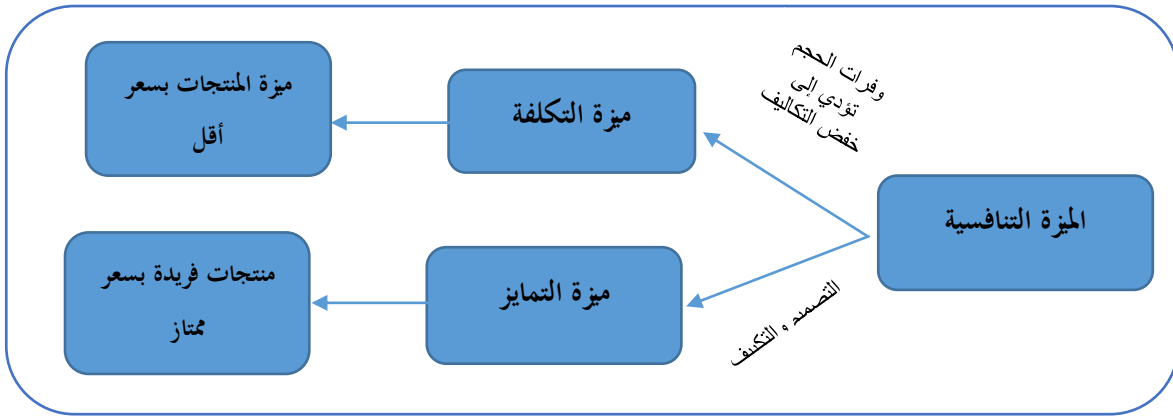 الميزة التنافسية
وفرات الحجم
تؤدي إلى
خفض التكاليف
ميزة التكلفة
ميزة المنتجات بسعر
أقل
التصميم و التكييف
ميزة التمايز
منتجات فريدة بسعر
ممتاز